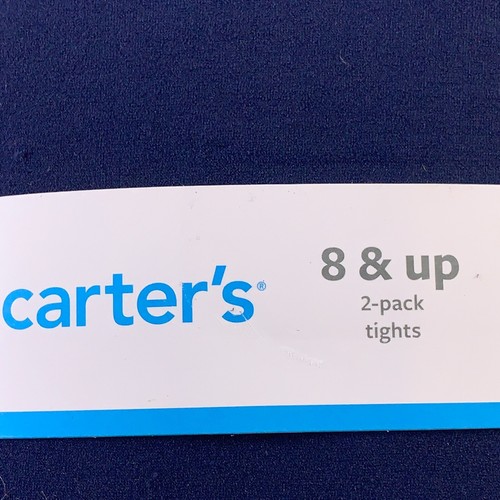 carter's®
8 & up
2-pack
tights